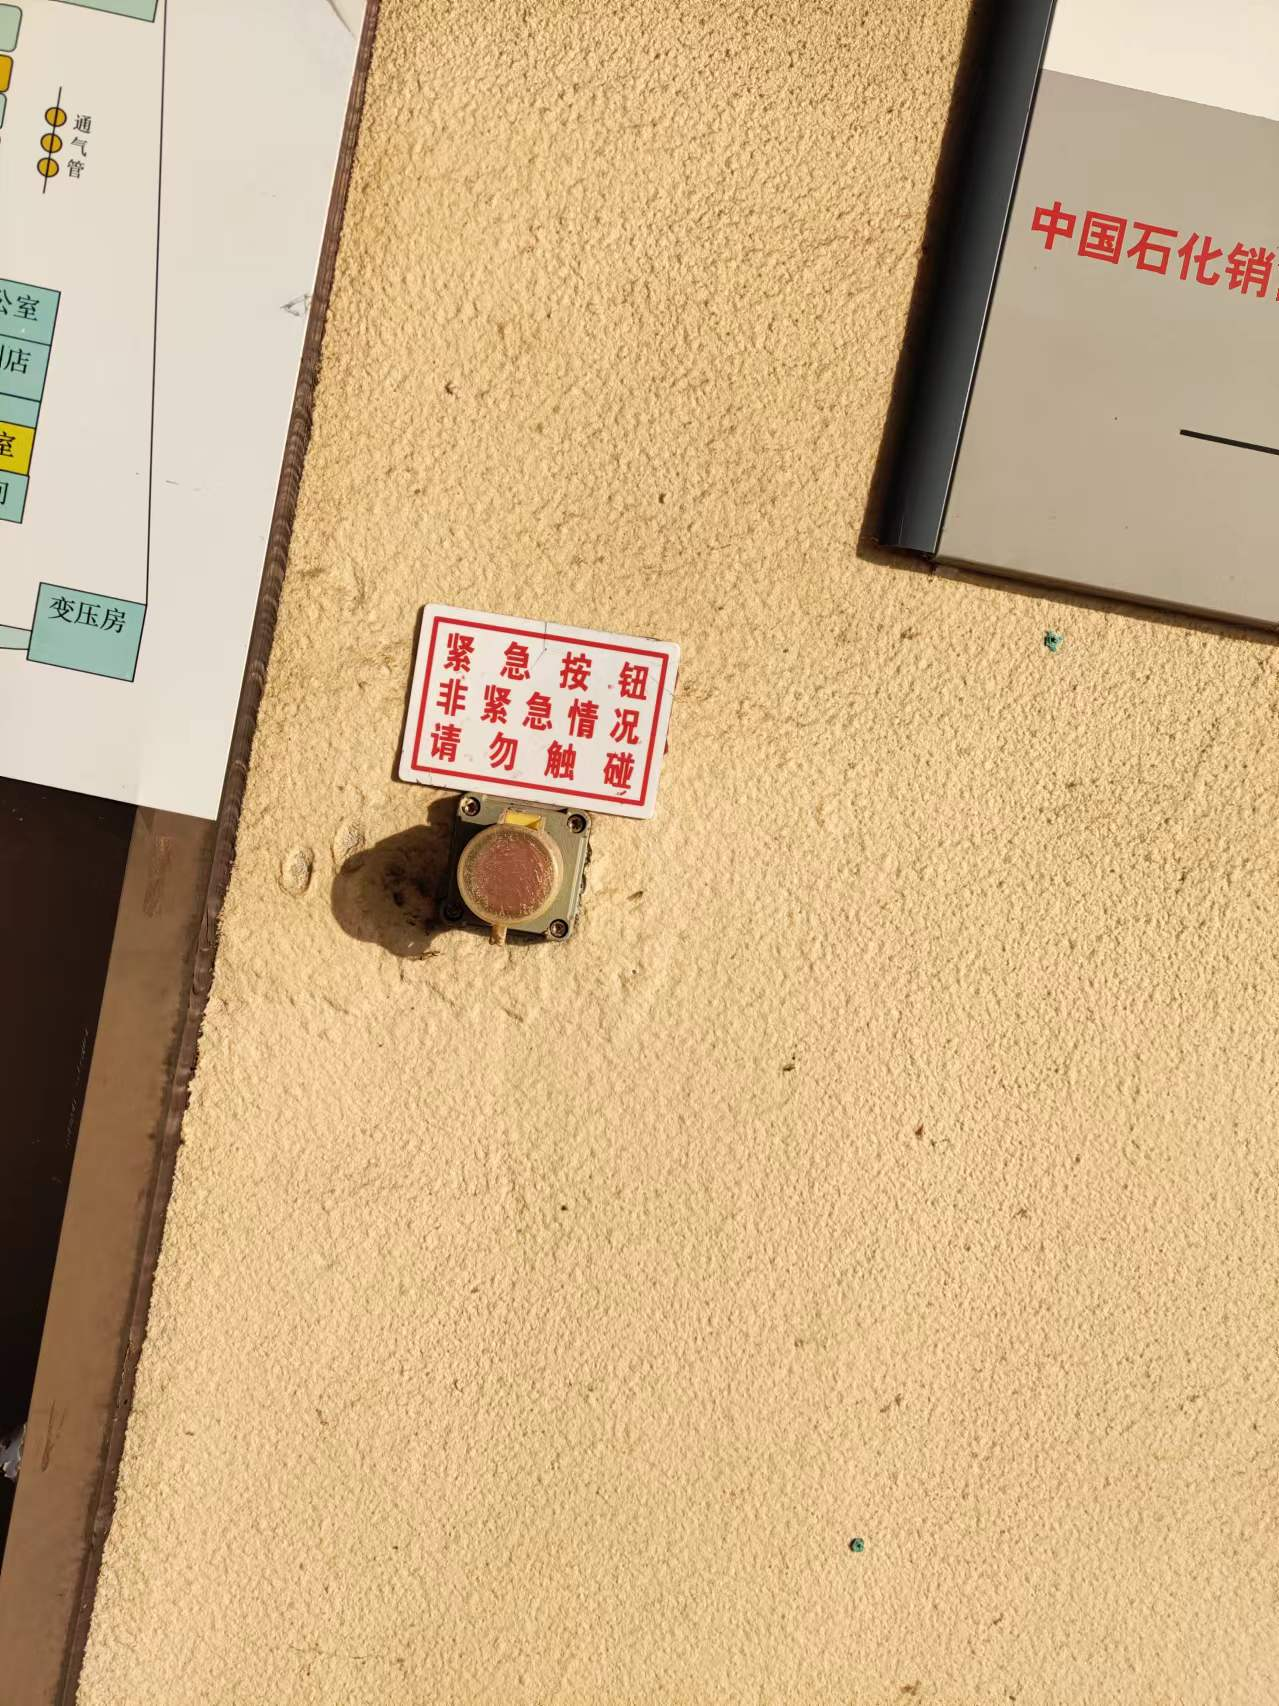 通
气
管
公室
店
室
变压房
中国石化销
紧急按钮
非紧急情况
请勿触碰